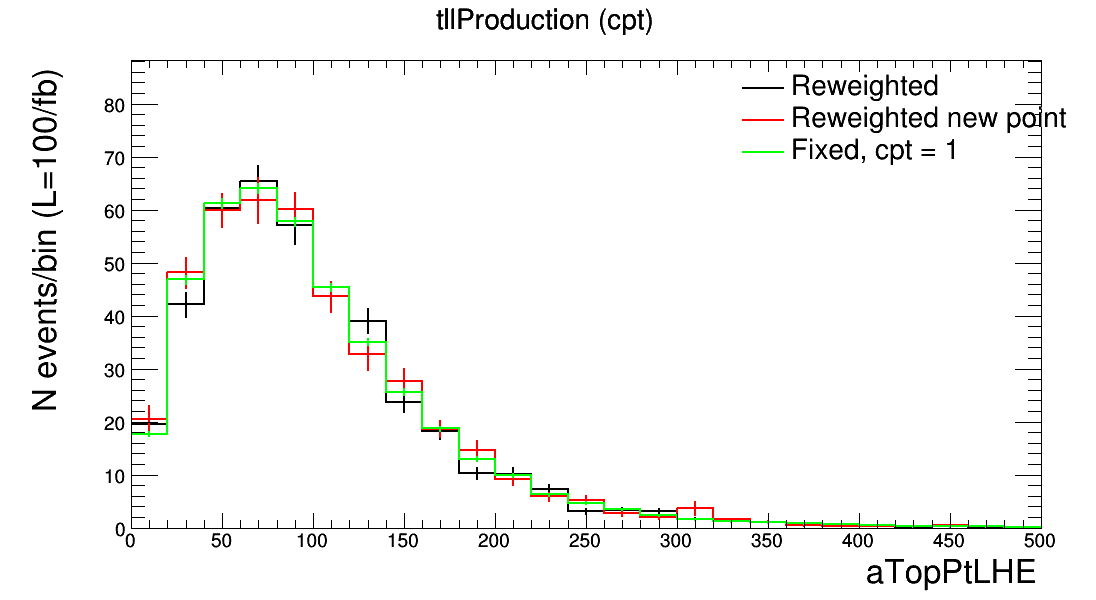 tllProduction (cpt)
N events/bin (L=100/fb)
Reweighted
Reweighted new point
Fixed, cpt = 1
80
70
60
50
40
30
20
10
0
0 50 100 150 200 250 300 350 400 450 500
aTopPtLHE